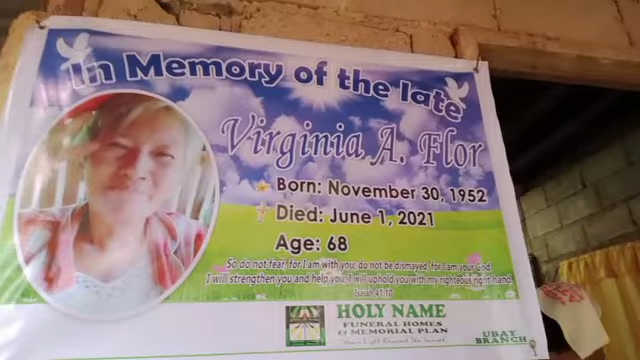 In Memory of the late
Virginia A. Flor
Born: November 30, 1952
Died: June 1, 2021
Age: 68
So do not fear, for I am with you; do not be dismayed, for I am your God.
I will strengthen you and help you; I will uphold you with my righteous right hand.
Isaiah 41:10
HOLY NAME
FUNERAL HOMES
& MEMORIAL PLAN
UBAY
BRANCH